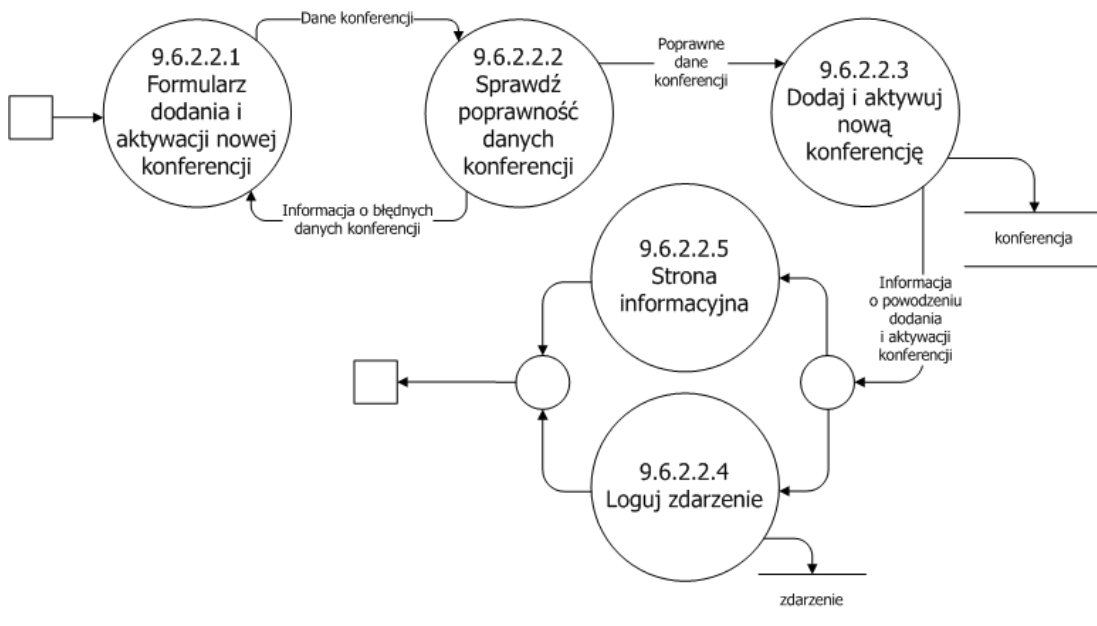 Dane konferencji
9.6.2.2.1
Formularz
dodania i
aktywacji nowej
konferencji
9.6.2.2.2
Sprawdź
poprawność
danych
konferencji
Poprawne
dane
konferencji
9.6.2.2.3
Dodaj i aktywuj
nową
konferencję
Informacja o błędnych
danych konferencji
konferencja
9.6.2.2.5
Strona
informacyjna
Informacja
o powodzeniu
dodania
i aktywacji
konferencji
9.6.2.2.4
Loguj zdarzenie
zdarzenie